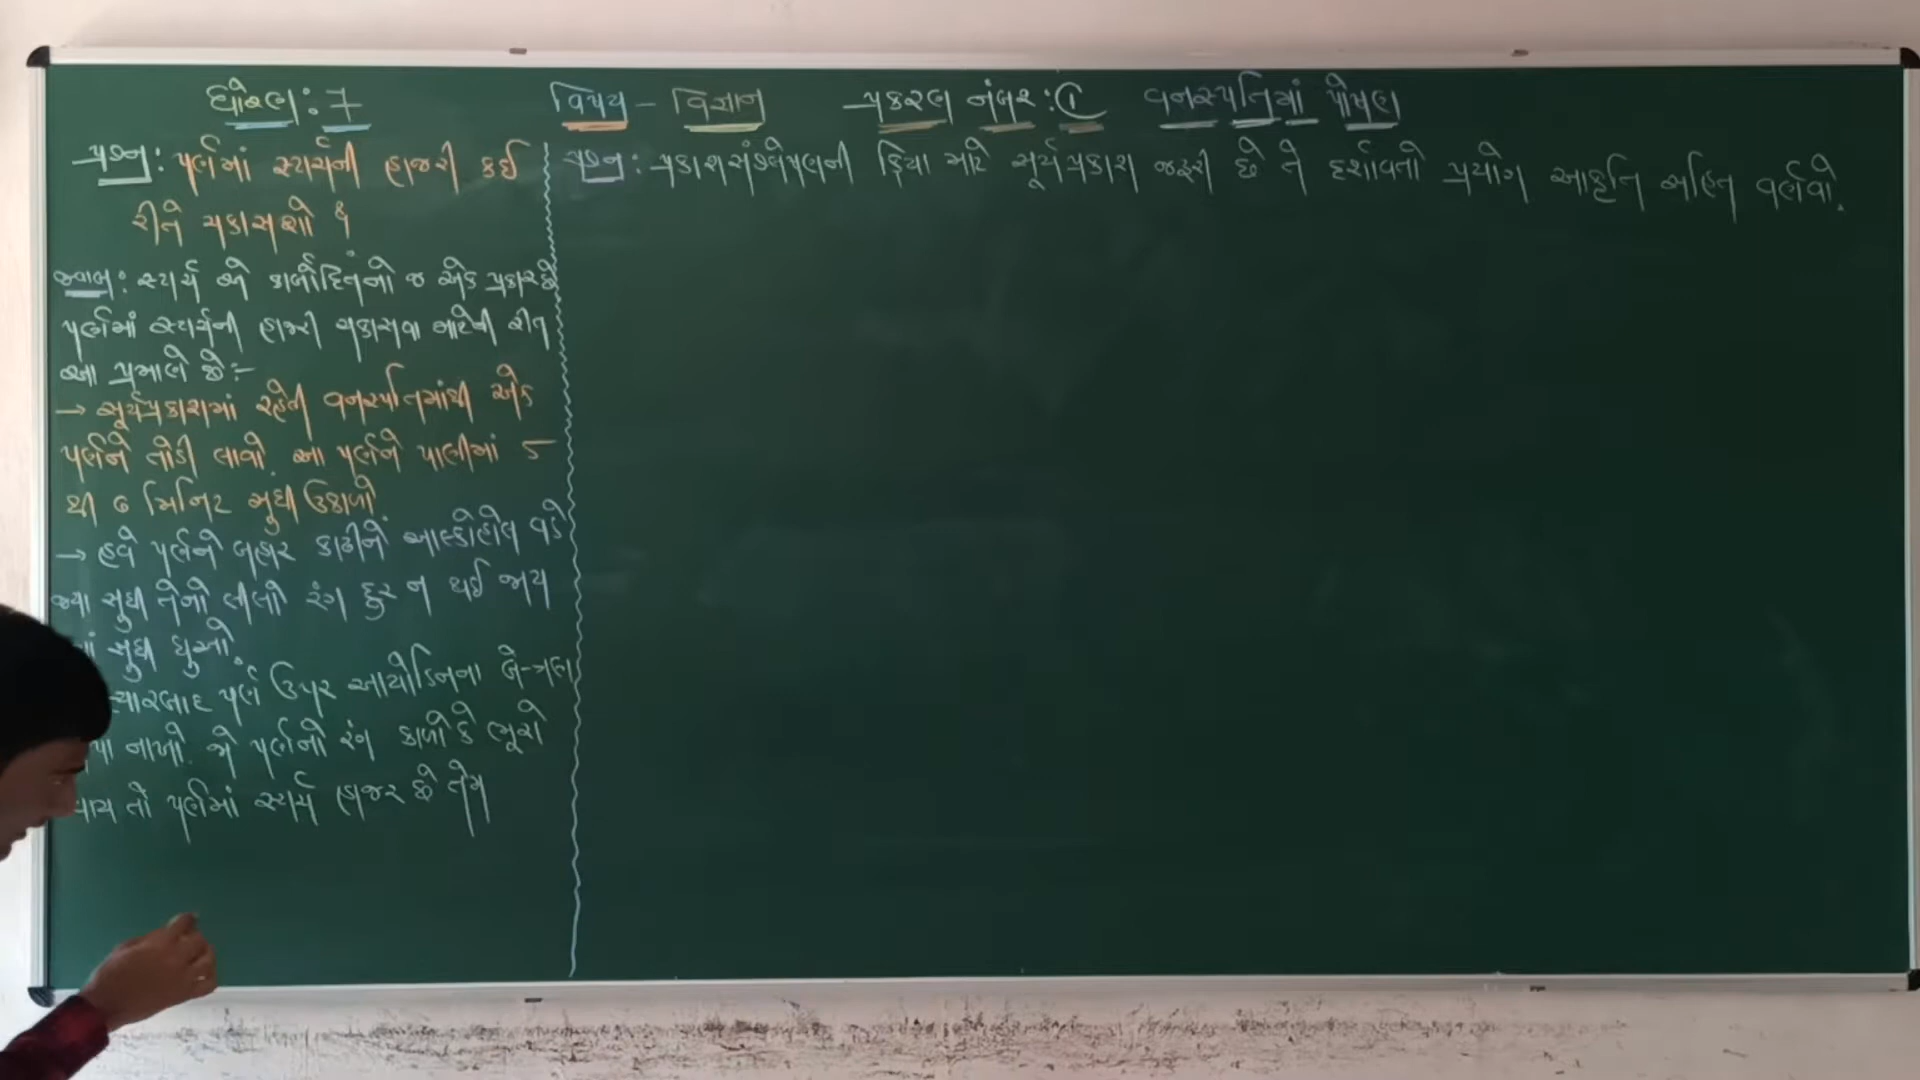 ધોરણ : 7
વિષય – વિજ્ઞાન
પ્રકરણ નંબર : ૧
વનસ્પતિમાં પોષણ
પ્રશ્ન : પર્ણમાં સ્ટાર્ચની હાજરી કઈ
રીતે ચકાસશો ?
જવાબ : સ્ટાર્ચ એ કાર્બોદિતનો જ એક પ્રકાર છે
પર્ણમાં સ્ટાર્ચની હાજરી ચકાસવા માટેની રીત
આ પ્રમાણે છે :–
→ સૂર્યપ્રકાશમાં રહેલી વનસ્પતિમાંથી એક
પર્ણને તોડી લાવો. આ પર્ણને પાણીમાં ૫
થી ૭ મિનિટ સુધી ઉકાળો.
→ હવે પર્ણને બહાર કાઢીને આલ્કોહોલ વડે
જ્યા સુધી તેનો લીલો રંગ દુર ન થઈ જાય
સુધી ધુઓ.
ત્યારબાદ પર્ણ ઉપર આયોડિનના બે-ત્રણ
નાખો. જો પર્ણનો રંગ કાળો કે ભૂરો
થાય તો પર્ણમાં સ્ટાર્ચ હાજર છે તેમ
પ્રશ્ન : પ્રકાશસંશ્લેષણની ક્રિયા માટે સૂર્યપ્રકાશ જરૂરી છે તે દર્શાવતો પ્રયોગ આકૃતિ સહિત વર્ણવો.